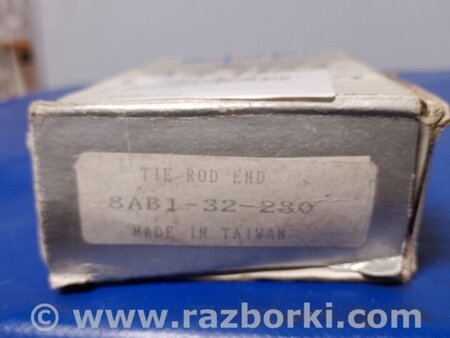 TIE ROD END
8AB1-32-280
MADE IN TAIWAN
© www.razborki.com